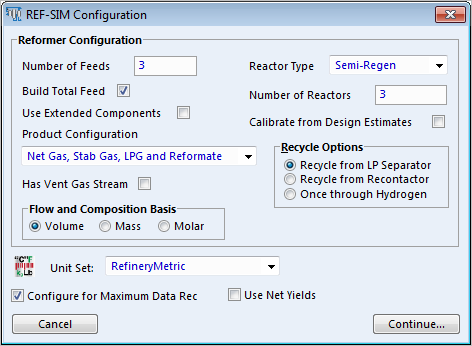 REF-SIM Configuration
Reformer Configuration
Number of Feeds 3
Reactor Type Semi-Regen
Build Total Feed
Number of Reactors 3
Use Extended Components
Calibrate from Design Estimates
Product Configuration
Net Gas, Stab Gas, LPG and Reformate
Recycle Options
Recycle from LP Separator
Recycle from Recontactor
Once through Hydrogen
Has Vent Gas Stream
Flow and Composition Basis
Volume Mass Molar
Unit Set: RefineryMetric
Configure for Maximum Data Rec Use Net Yields
Cancel Continue...